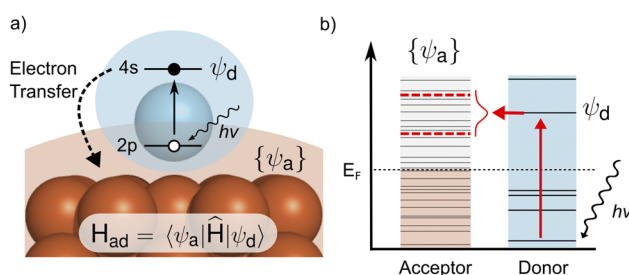 a)
Electron
Transfer
4s
ψd
hν
2p
{ψa}
Had = ⟨ψa|Ĥ|ψd⟩
b)
{ψa}
ψd
EF
hν
Acceptor
Donor